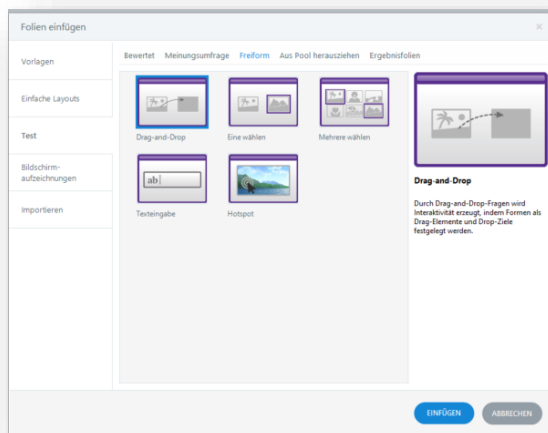 Folien einfügen
Vorlagen
Einfache Layouts
Test
Bildschirm-
aufzeichnungen
Importieren
Bewertet Meinungsumfrage Freiform Aus Pool herausziehen Ergebnisfolien
Drag-and-Drop
Eine wählen
Mehrere wählen
ab
Texteingabe
Hotspot
Drag-and-Drop
Durch Drag-and-Drop-Fragen wird
Interaktivität erzeugt, indem Formen als
Drag-Elemente und Drop-Ziele
festgelegt werden.
EINFÜGEN
ABBRECHEN